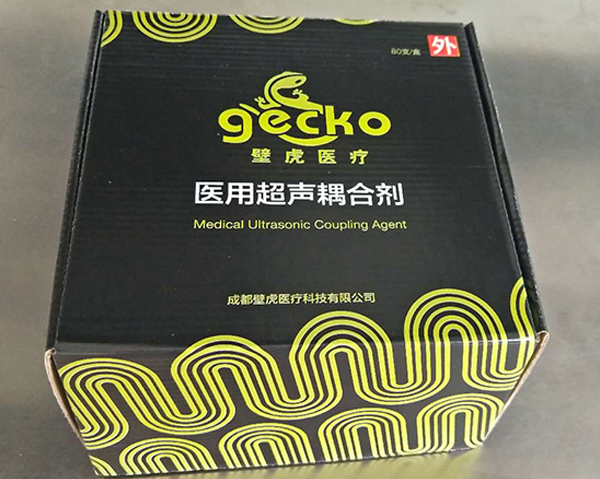 80支/盒 外
gecko
壁虎医疗
医用超声耦合剂
Medical Ultrasonic Coupling Agent
成都壁虎医疗科技有限公司